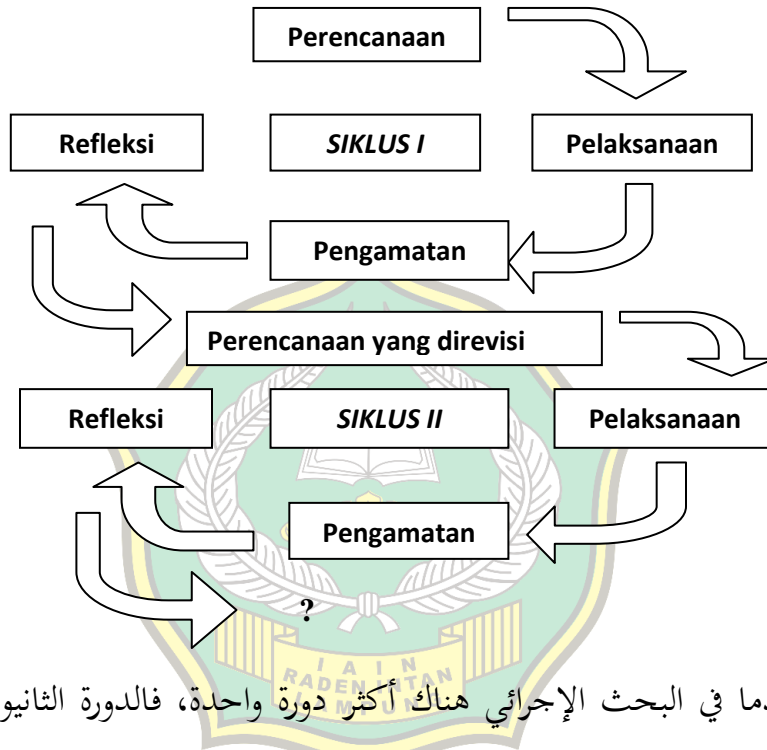 Perencanaan
Refleksi
SIKLUS I
Pelaksanaan
Pengamatan
Perencanaan yang direvisi
Refleksi
SIKLUS II
Pelaksanaan
Pengamatan
?
I A I N
RADEN INTAN
LAMPUNG
في البحث الإجرائي هناك أكثر دورة واحدة، فالدورة